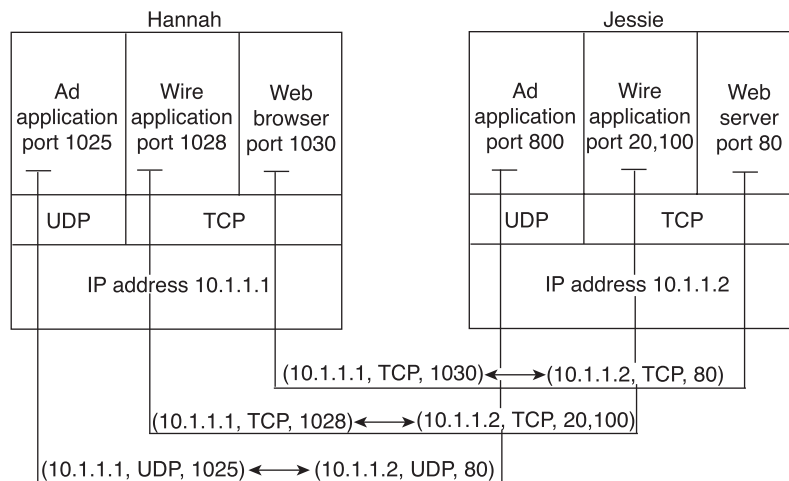 Hannah
Jessie
Ad
application
port 1025
Wire
application
port 1028
Web
browser
port 1030
Ad
application
port 800
Wire
application
port 20,100
Web
server
port 80
UDP
TCP
UDP
TCP
IP address 10.1.1.1
IP address 10.1.1.2
(10.1.1.1, TCP, 1030)
(10.1.1.2, TCP, 80)
(10.1.1.1, TCP, 1028)
(10.1.1.2, TCP, 20,100)
(10.1.1.1, UDP, 1025)
(10.1.1.2, UDP, 80)